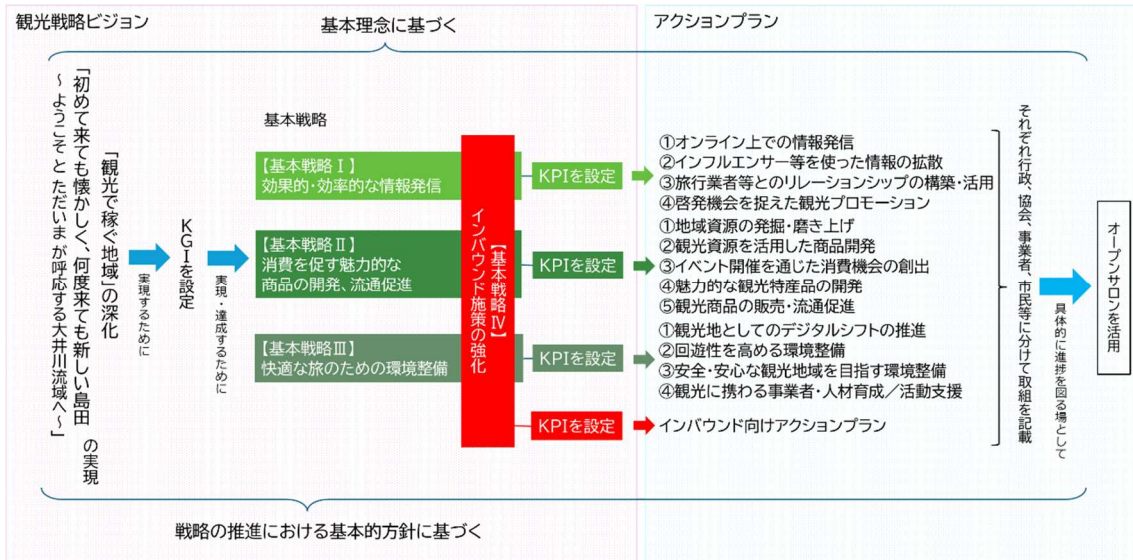 観光戦略ビジョン
基本理念に基づく
アクションプラン
「観光で稼ぐ地域」の深化
「初めて来ても懐かしく、何度来ても新しい島田
～ようこそ と ただいま が呼応する大井川流域へ～」
の実現
実現するために
KGIを設定
実現・達成するために
基本戦略
【基本戦略Ⅰ】
効果的・効率的な情報発信
【基本戦略Ⅱ】
消費を促す魅力的な
商品の開発、流通促進
【基本戦略Ⅲ】
快適な旅のための環境整備
【基本戦略Ⅳ】
インバウンド施策の強化
KPIを設定
①オンライン上での情報発信
②インフルエンサー等を使った情報の拡散
③旅行業者等とのリレーションシップの構築・活用
④啓発機会を捉えた観光プロモーション
KPIを設定
①地域資源の発掘・磨き上げ
②観光資源を活用した商品開発
③イベント開催を通じた消費機会の創出
④魅力的な観光特産品の開発
⑤観光商品の販売・流通促進
KPIを設定
①観光地としてのデジタルシフトの推進
②回遊性を高める環境整備
③安全・安心な観光地域を目指す環境整備
④観光に携わる事業者・人材育成／活動支援
KPIを設定
インバウンド向けアクションプラン
それぞれ行政、協会、事業者、市民等に分けて取組を記載
具体的に進捗を図る場として
オープンサロンを活用
戦略の推進における基本的方針に基づく